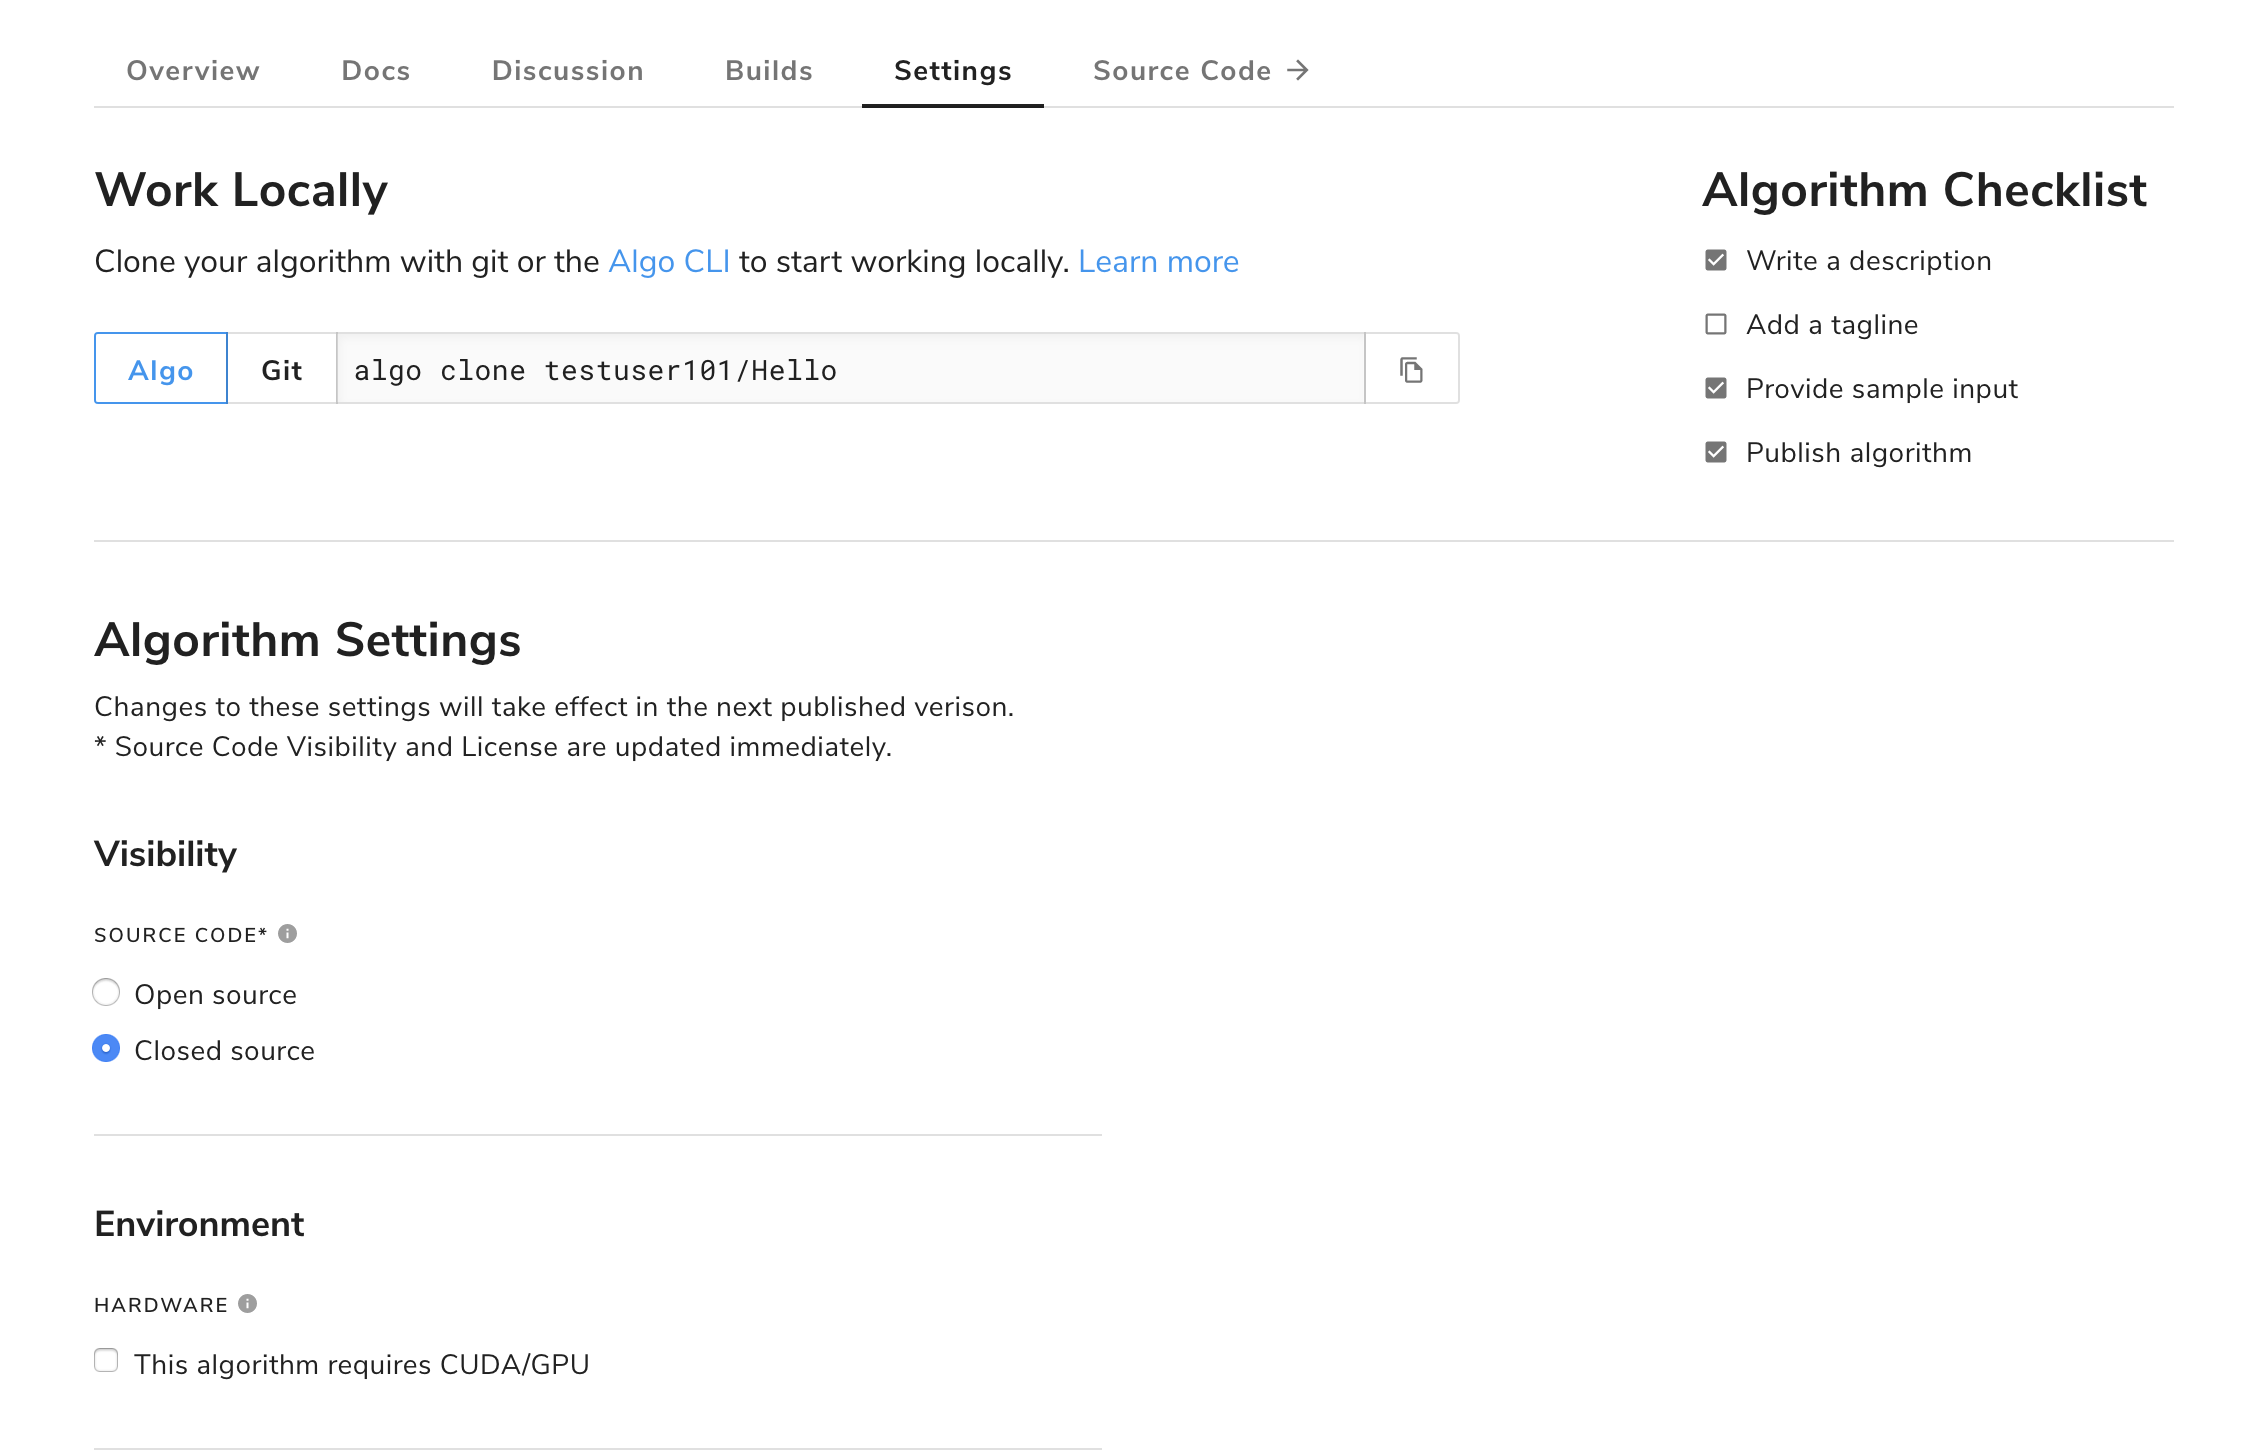 Overview Docs Discussion Builds Settings Source Code →
Work Locally
Clone your algorithm with git or the Algo CLI to start working locally. Learn more
Algo Git algo clone testuser101/Hello
Algorithm Checklist
Write a description
Add a tagline
Provide sample input
Publish algorithm
Algorithm Settings
Changes to these settings will take effect in the next published verison.
* Source Code Visibility and License are updated immediately.
Visibility
SOURCE CODE*
Open source
Closed source
Environment
HARDWARE
This algorithm requires CUDA/GPU